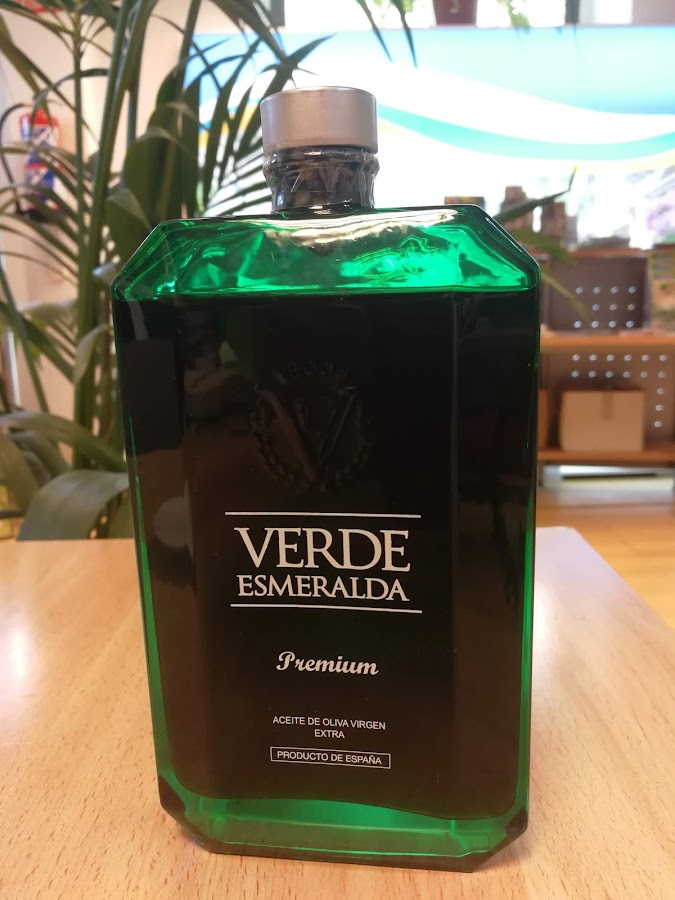 VERDE
ESMERALDA
Premium
ACEITE DE OLIVA VIRGEN
EXTRA
PRODUCTO DE ESPAÑA